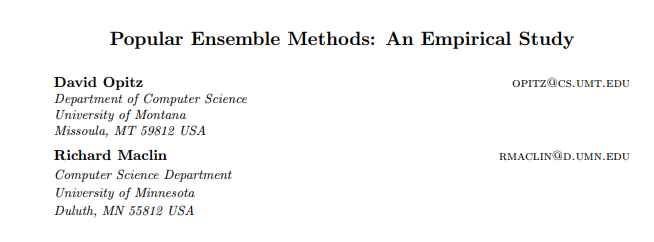 Popular Ensemble Methods: An Empirical Study
David Opitz OPITZ@CS.UMT.EDU
Department of Computer Science
University of Montana
Missoula, MT 59812 USA
Richard Maclin RMACLIN@D.UMN.EDU
Computer Science Department
University of Minnesota
Duluth, MN 55812 USA